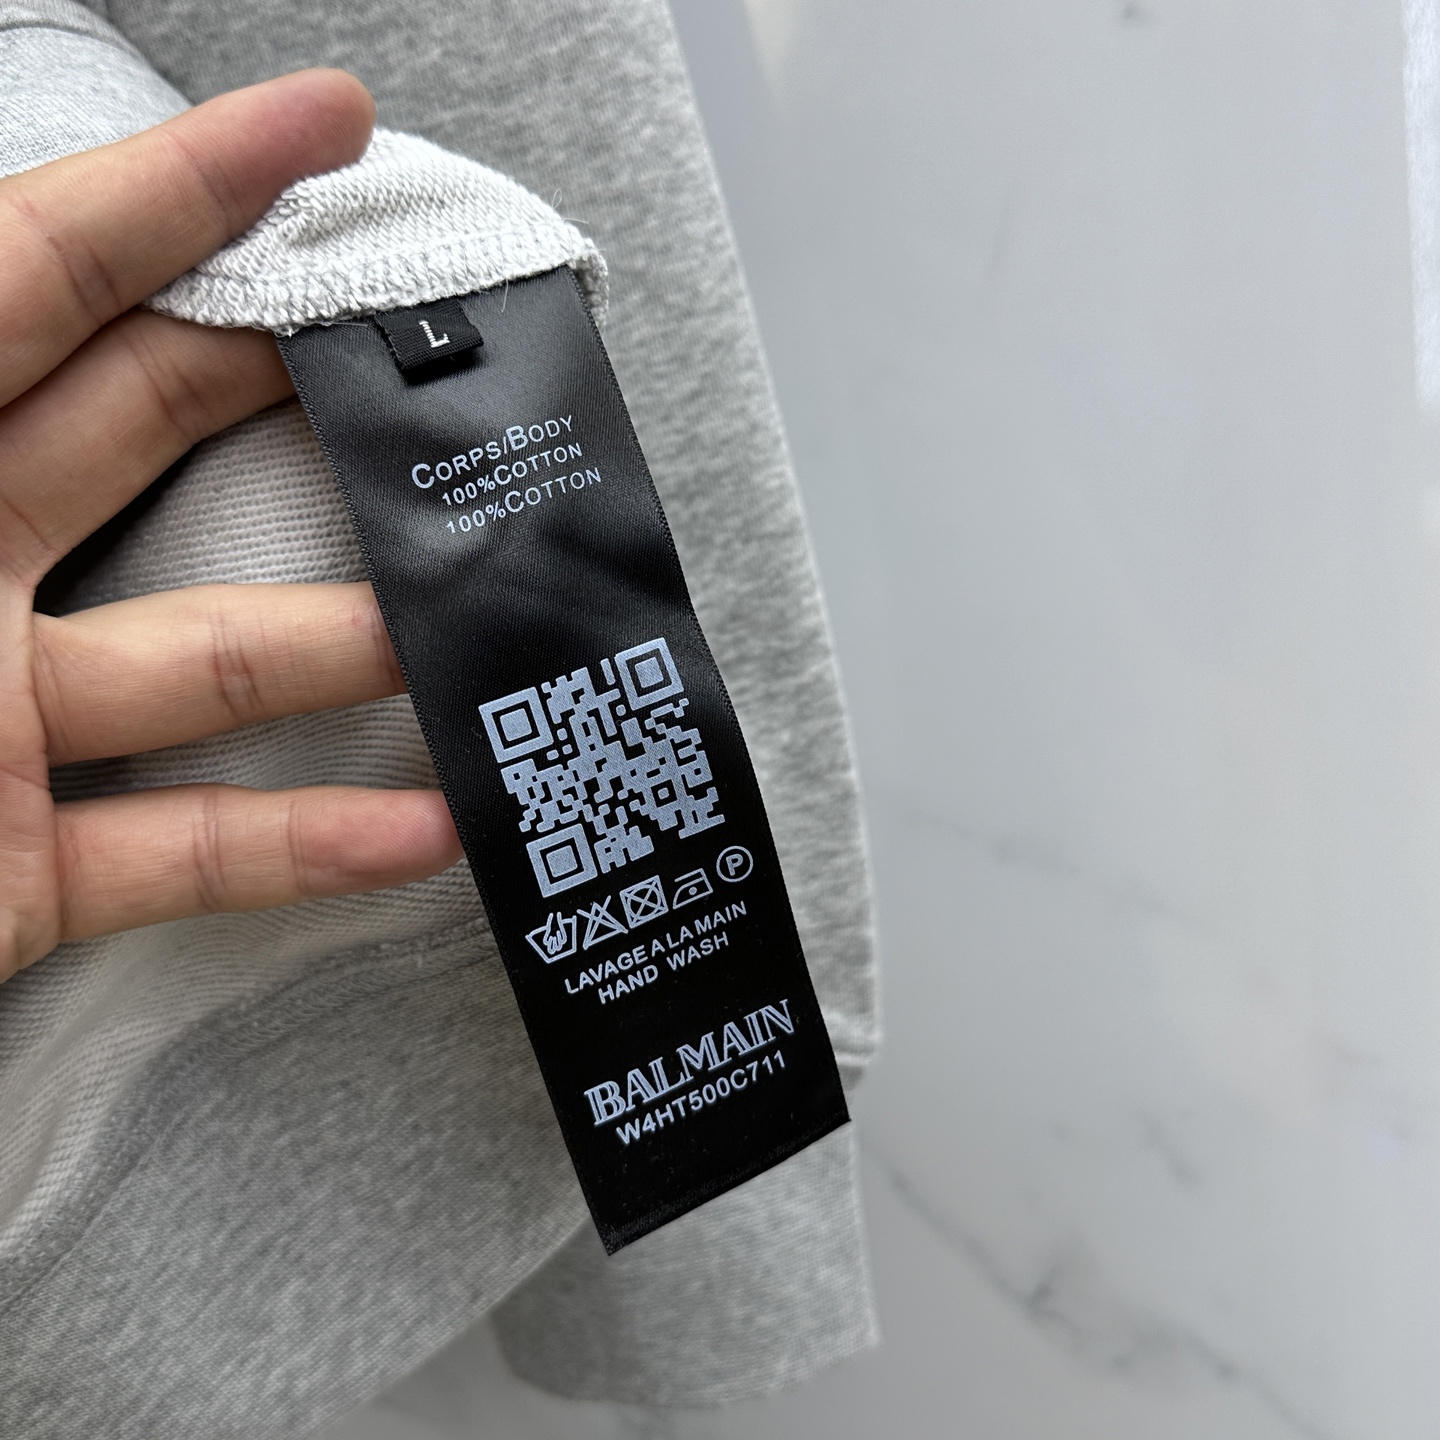 L
CORPS/BODY
100%COTTON
100%COTTON
P
LAVAGE A LA MAIN
HAND WASH
BALMAIN
W4HT500C711